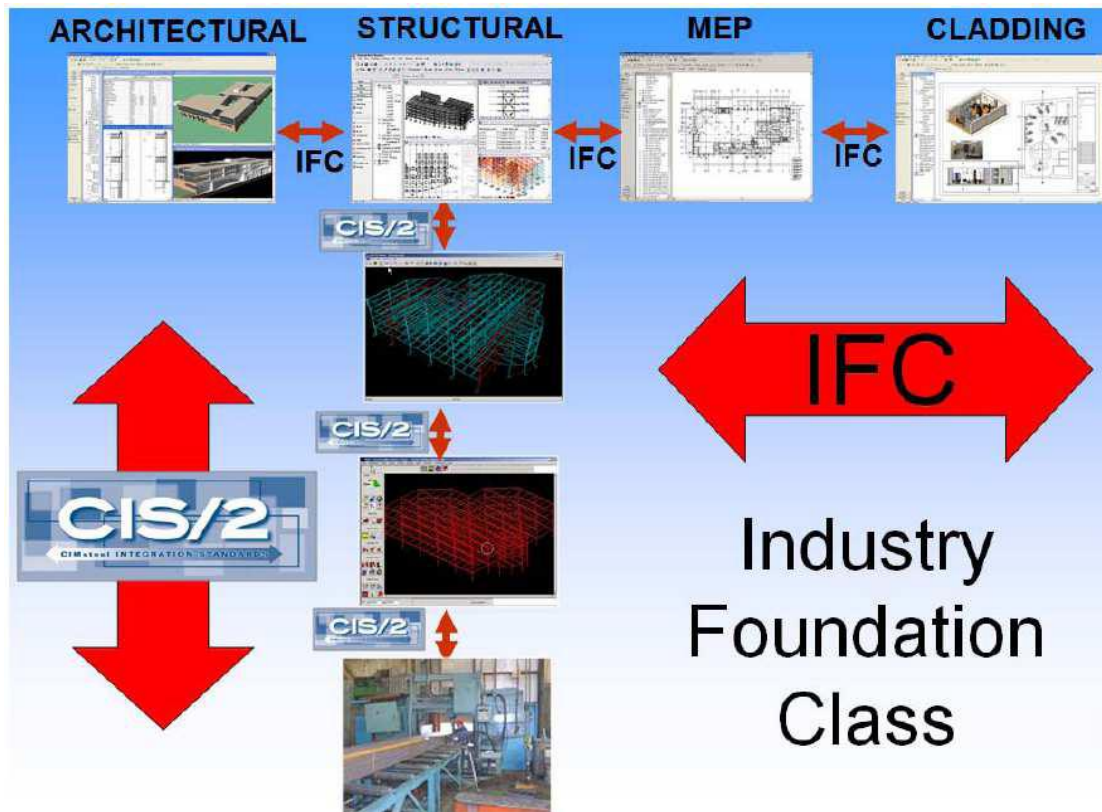 ARCHITECTURAL
STRUCTURAL
MEP
CLADDING
IFC
IFC
IFC
CIS/2
CIS/2
IFC
CIS/2
CIMsteel INTEGRATION STANDARDS
CIS/2
Industry
Foundation
Class